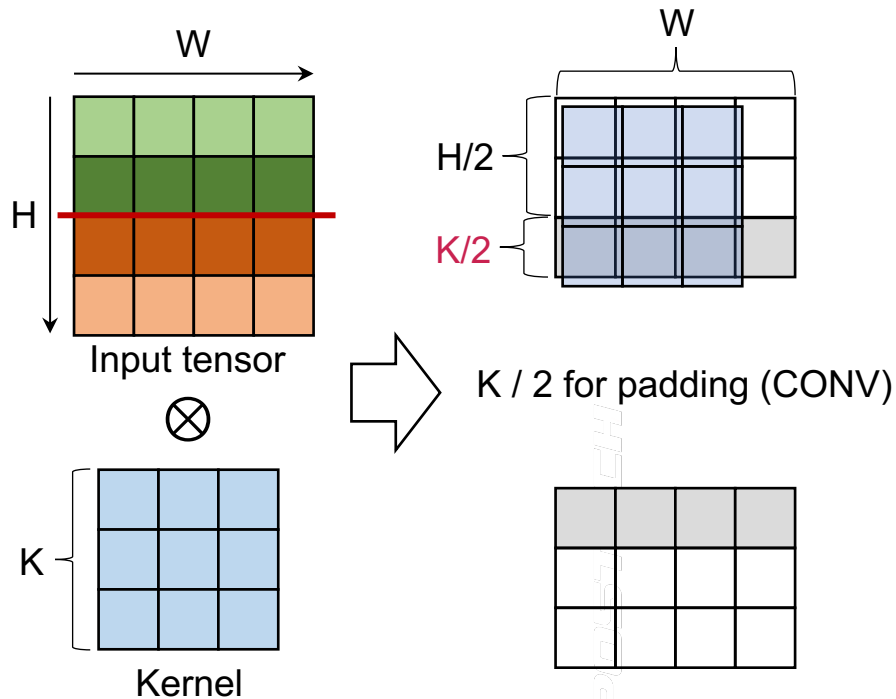 W
H
Input tensor
K
Kernel
W
H/2
K/2
K / 2 for padding (CONV)